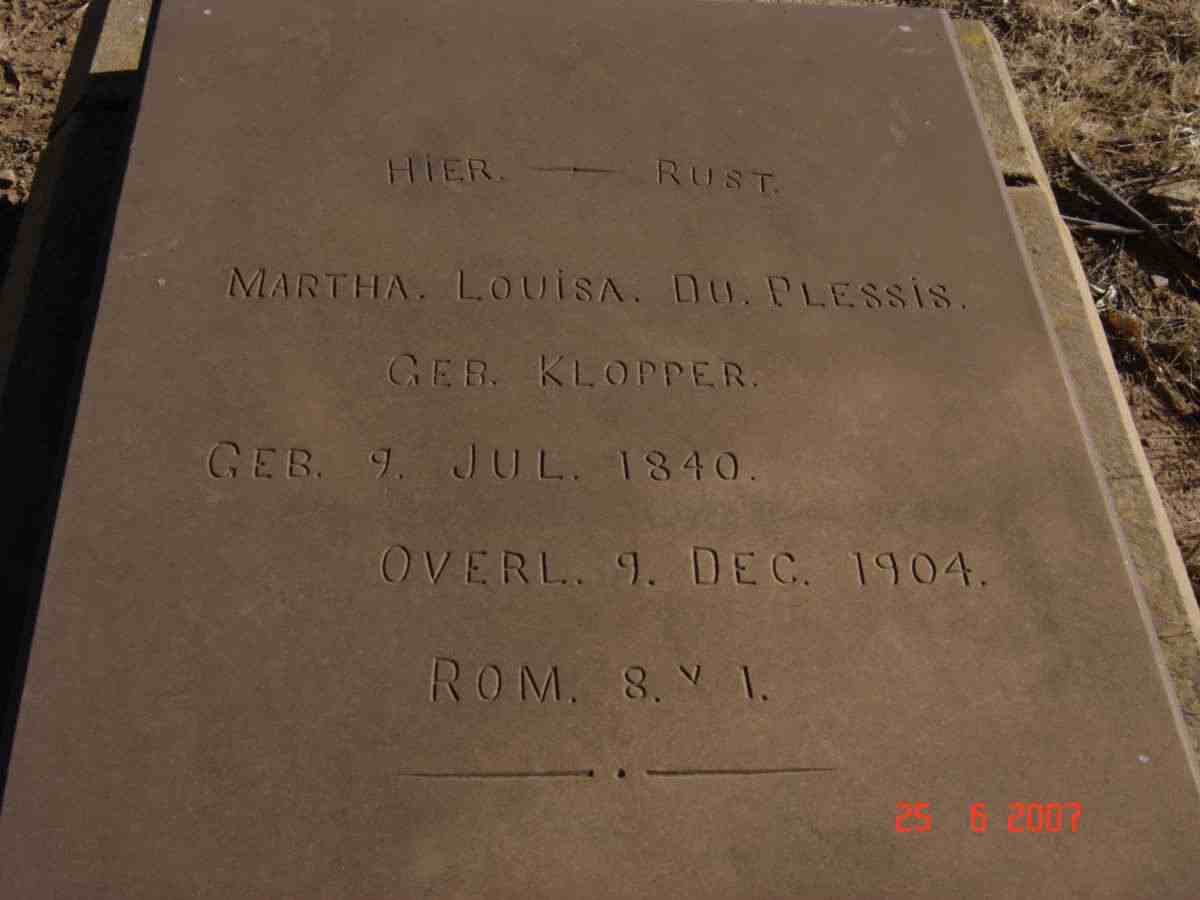 HIER. — RUST.
MARTHA. LOUISA. DU. PLESSIS.
GEB. KLOPPER.
GEB. 9. JUL. 1840.
OVERL. 9. DEC. 1904.
ROM. 8. V 1.
25 6 2007